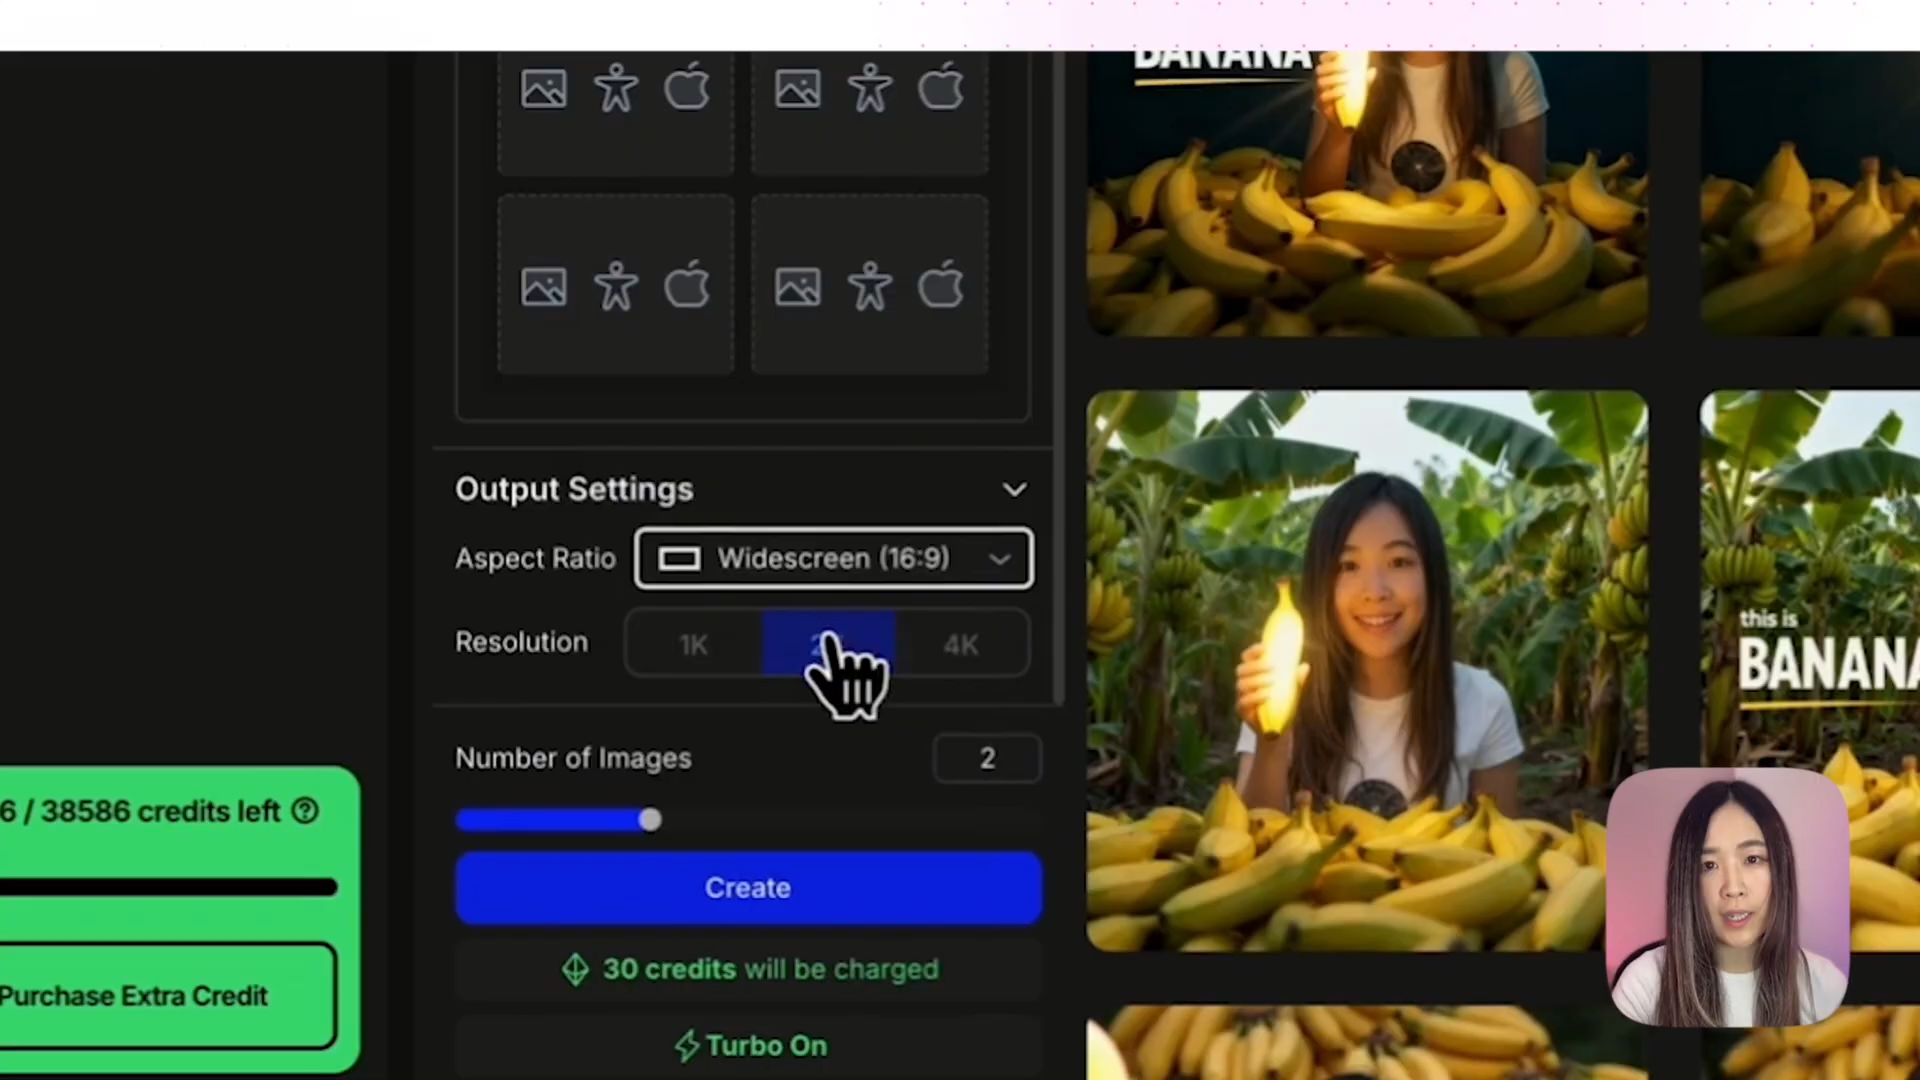 BANANA
Output Settings
Aspect Ratio
Widescreen (16:9)
Resolution
1K
4K
Number of Images
2
6 / 38586 credits left
Create
Purchase Extra Credit
30 credits will be charged
Turbo On
this is
BANANA